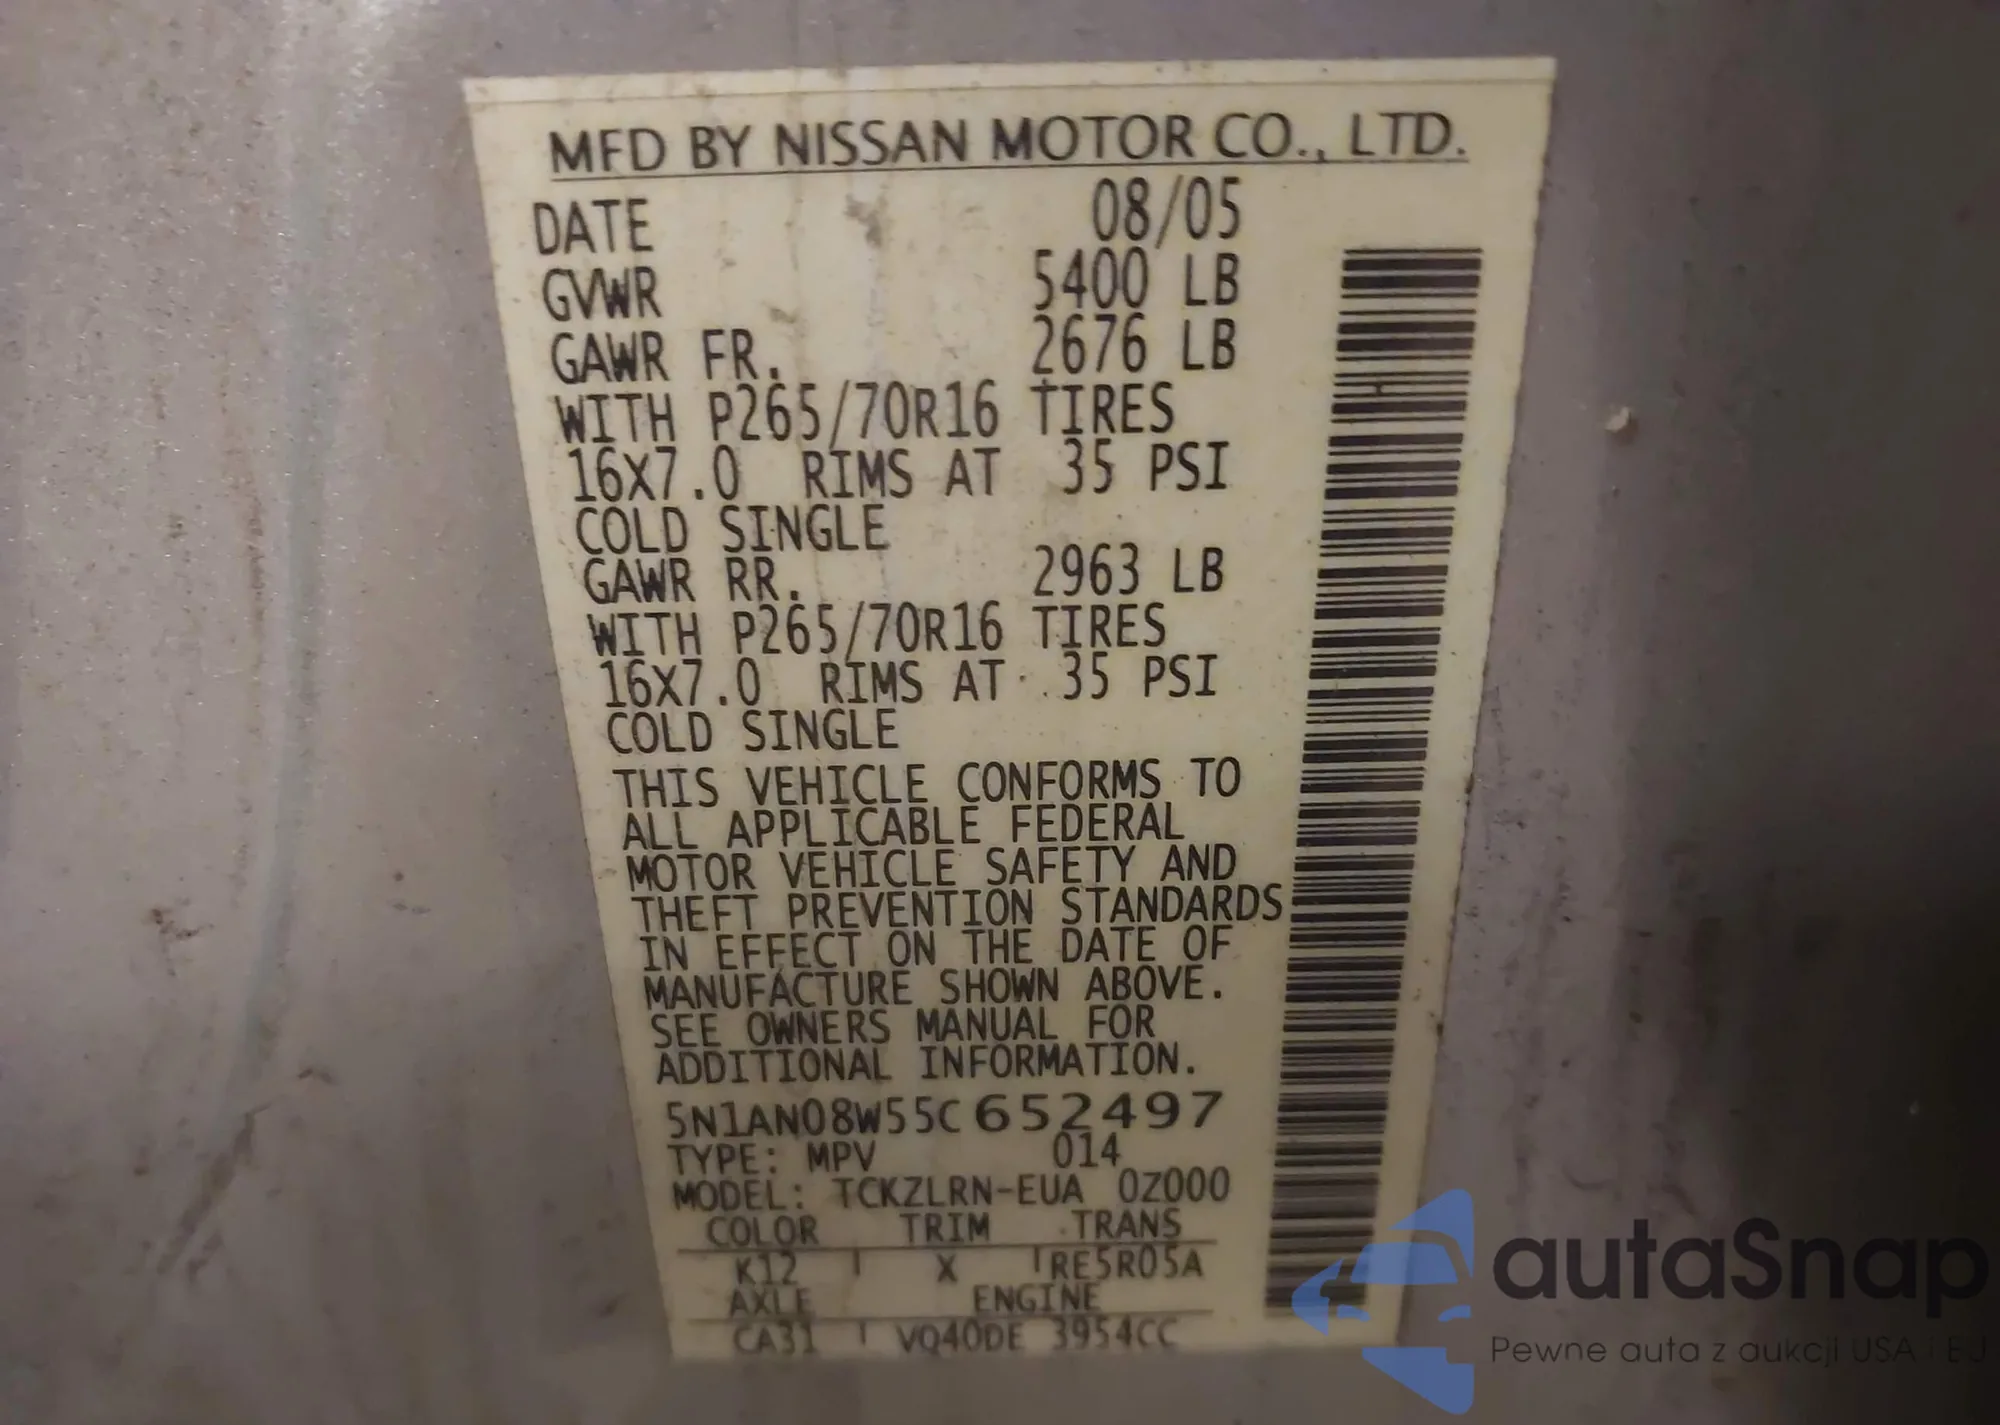 MFD BY NISSAN MOTOR CO., LTD.
DATE 08/05
GVWR 5400 LB
GAWR FR. 2676 LB
WITH P265/70R16 TIRES
16X7.0 RIMS AT 35 PSI
COLD SINGLE
GAWR RR. 2963 LB
WITH P265/70R16 TIRES
16X7.0 RIMS AT 35 PSI
COLD SINGLE
THIS VEHICLE CONFORMS TO
ALL APPLICABLE FEDERAL
MOTOR VEHICLE SAFETY AND
THEFT PREVENTION STANDARDS
IN EFFECT ON THE DATE OF
MANUFACTURE SHOWN ABOVE.
SEE OWNERS MANUAL FOR
ADDITIONAL INFORMATION.
5N1AN08W55C652497
TYPE: MPV 014
MODEL: TCKZLRN-EUA 0Z000
COLOR TRIM TRANS
K12 X RE5R05A
AXLE ENGINE
CA31 VQ40DE 3954CC
autaSnap
Pewne auta z aukcji USA i EU